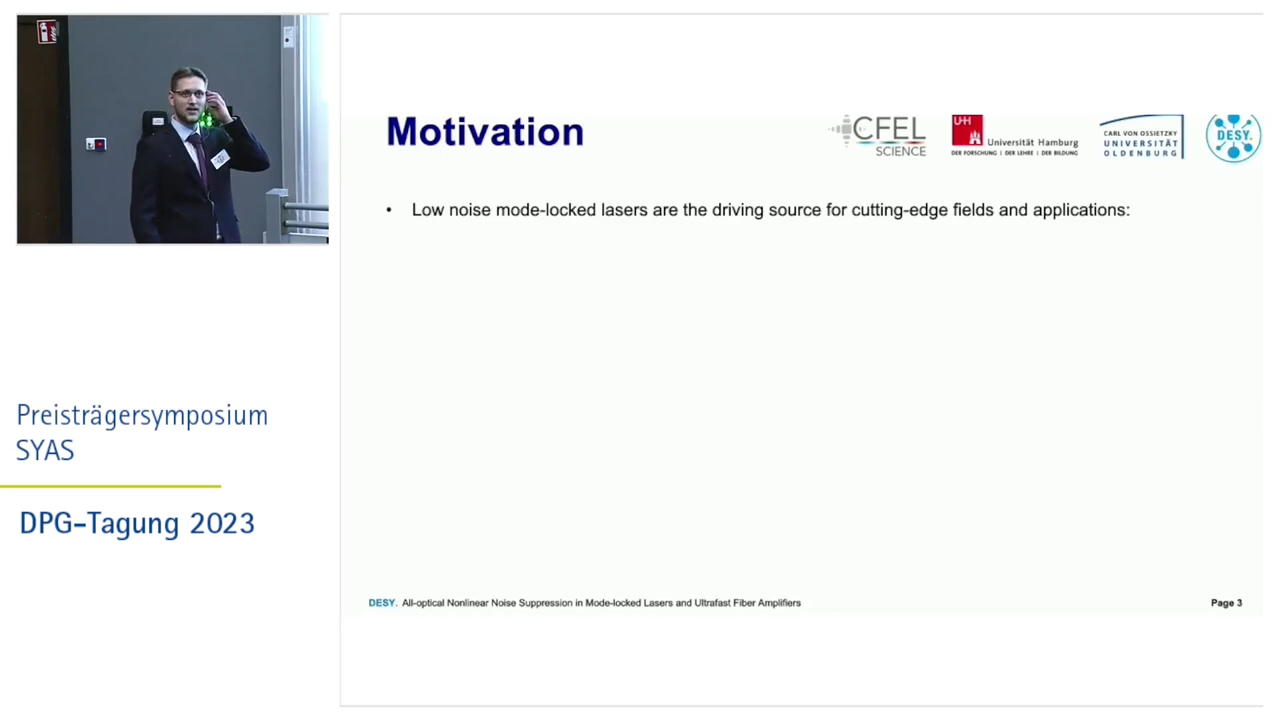 Motivation
CFEL
SCIENCE
UH
Universität Hamburg
DER FORSCHUNG | DER LEHRE | DER BILDUNG
CARL VON OSSIETZKY
UNIVERSITÄT
OLDENBURG
DESY.
• Low noise mode-locked lasers are the driving source for cutting-edge fields and applications:
Preisträgersymposium
SYAS
DPG-Tagung 2023
DESY. All-optical Nonlinear Noise Suppression in Mode-locked Lasers and Ultrafast Fiber Amplifiers
Page 3